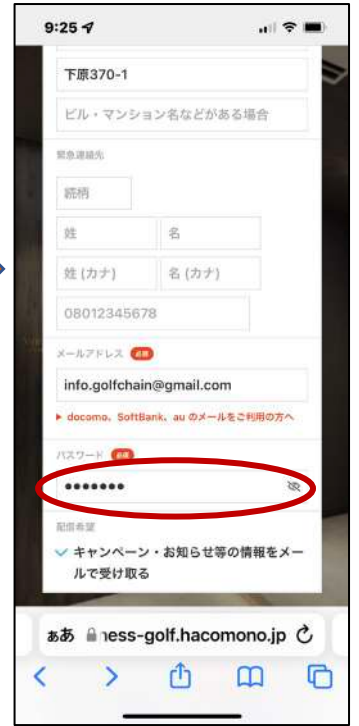 9:25
下原370-1
ビル・マンション名などがある場合
緊急連絡先
続柄
姓 名
姓 (カナ) 名 (カナ)
08012345678
メールアドレス 必須
info.golfchain@gmail.com
▶ docomo、SoftBank、au のメールをご利用の方へ
パスワード 必須
●●●●●●●
配信希望
キャンペーン・お知らせ等の情報をメー
ルで受け取る
ぁあ ness-golf.hacomono.jp